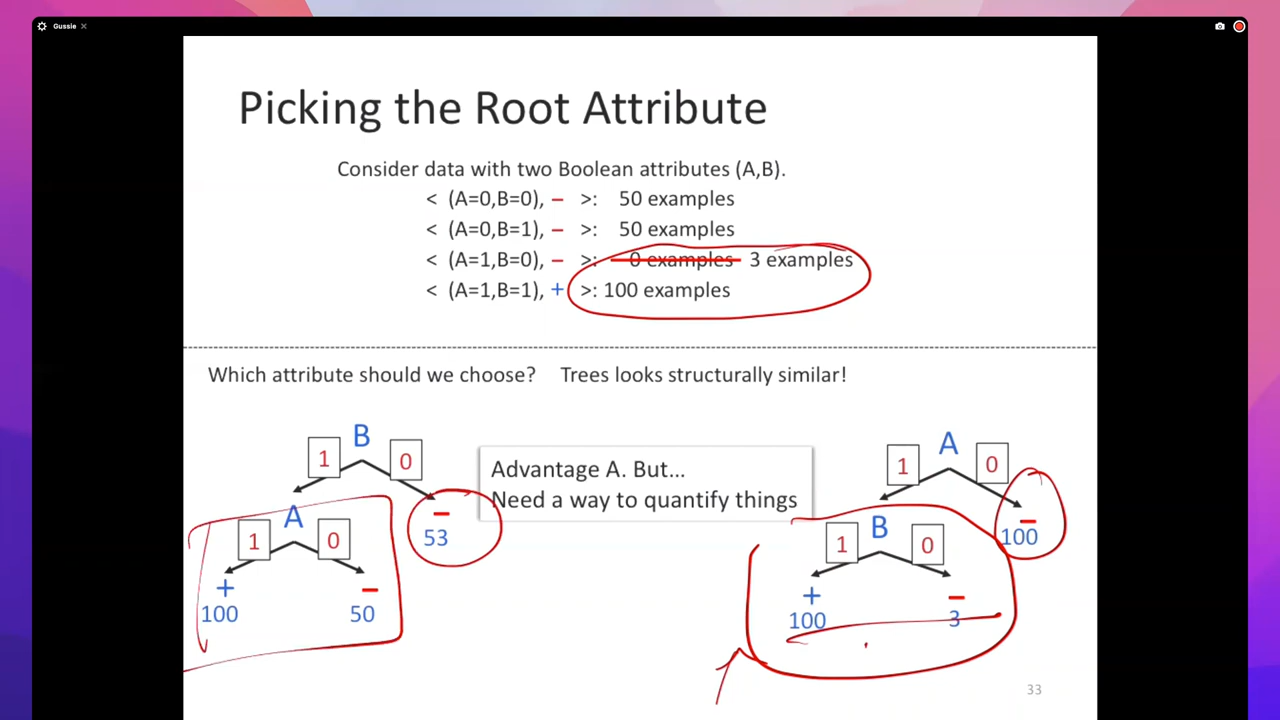 Gussie
Picking the Root Attribute
Consider data with two Boolean attributes (A,B).
< (A=0,B=0), − >: 50 examples
< (A=0,B=1), − >: 50 examples
< (A=1,B=0), − >: 0 examples 3 examples
< (A=1,B=1), + >: 100 examples
Which attribute should we choose? Trees looks structurally similar!
B
1 0
A
1 0
−
53
+ −
100 50
Advantage A. But...
Need a way to quantify things
A
1 0
B
1 0
−
100
+ −
100 3
33